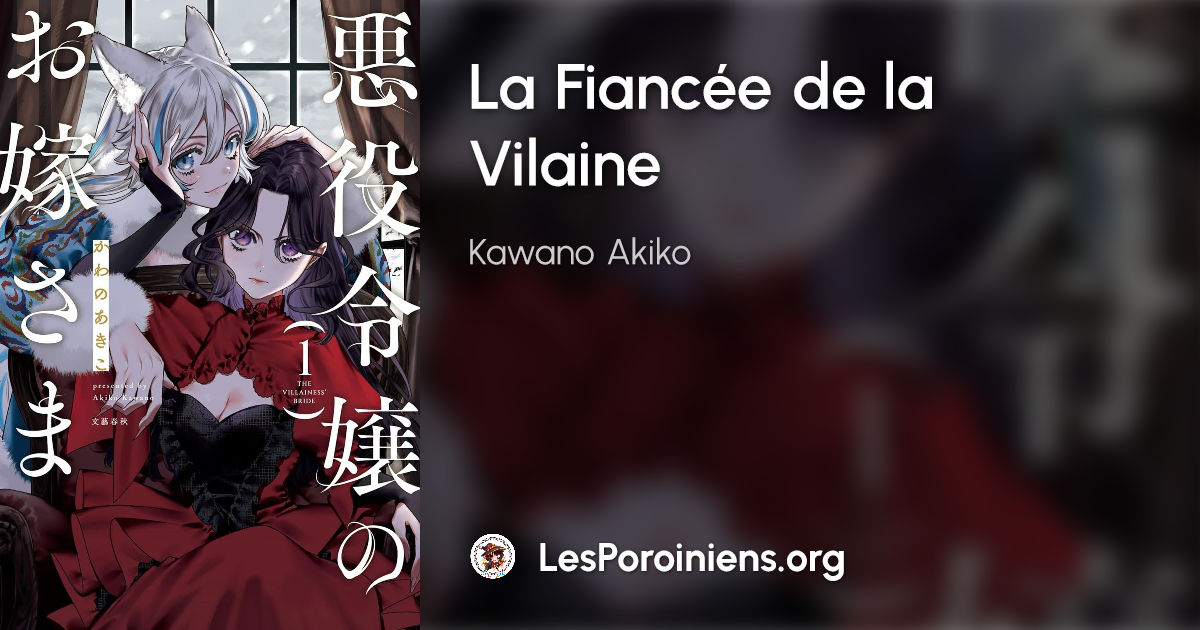 悪役令嬢の
お嫁さま
かわのあきこ
presented by
Akiko Kawano
文藝春秋
(1)
THE
VILLAINESS'
BRIDE
La Fiancée de la
Vilaine
Kawano Akiko
LesPoroiniens.org